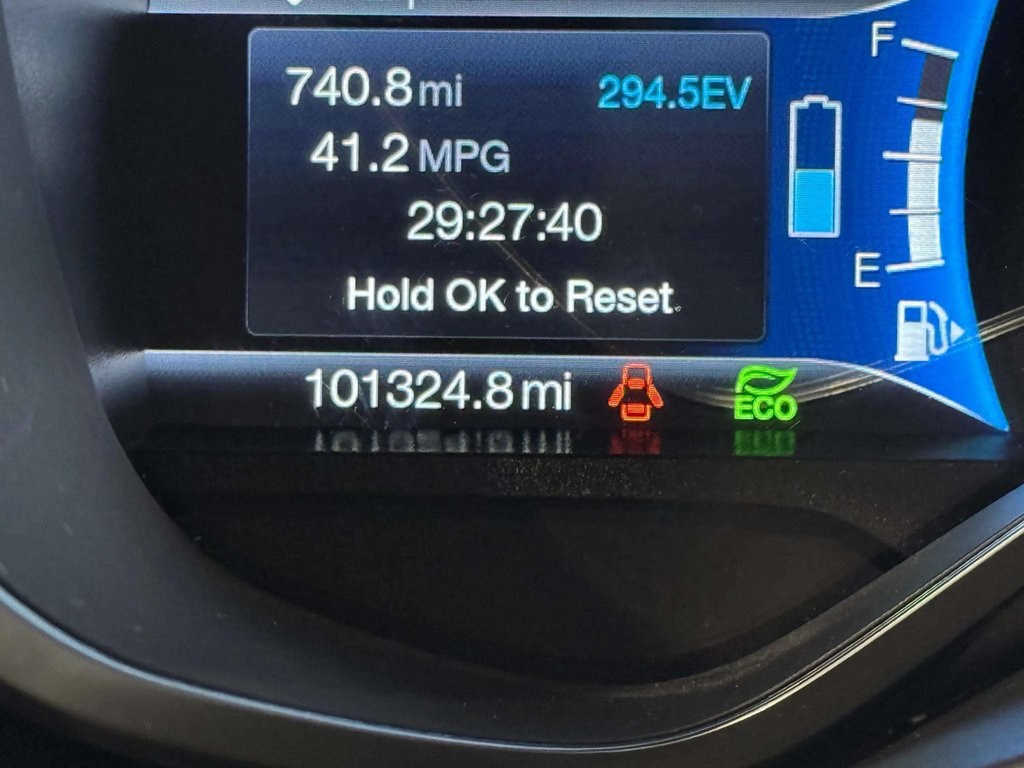 740.8 mi 294.5EV
F
41.2 MPG
29:27:40
E
Hold OK to Reset
101324.8 mi
ECO